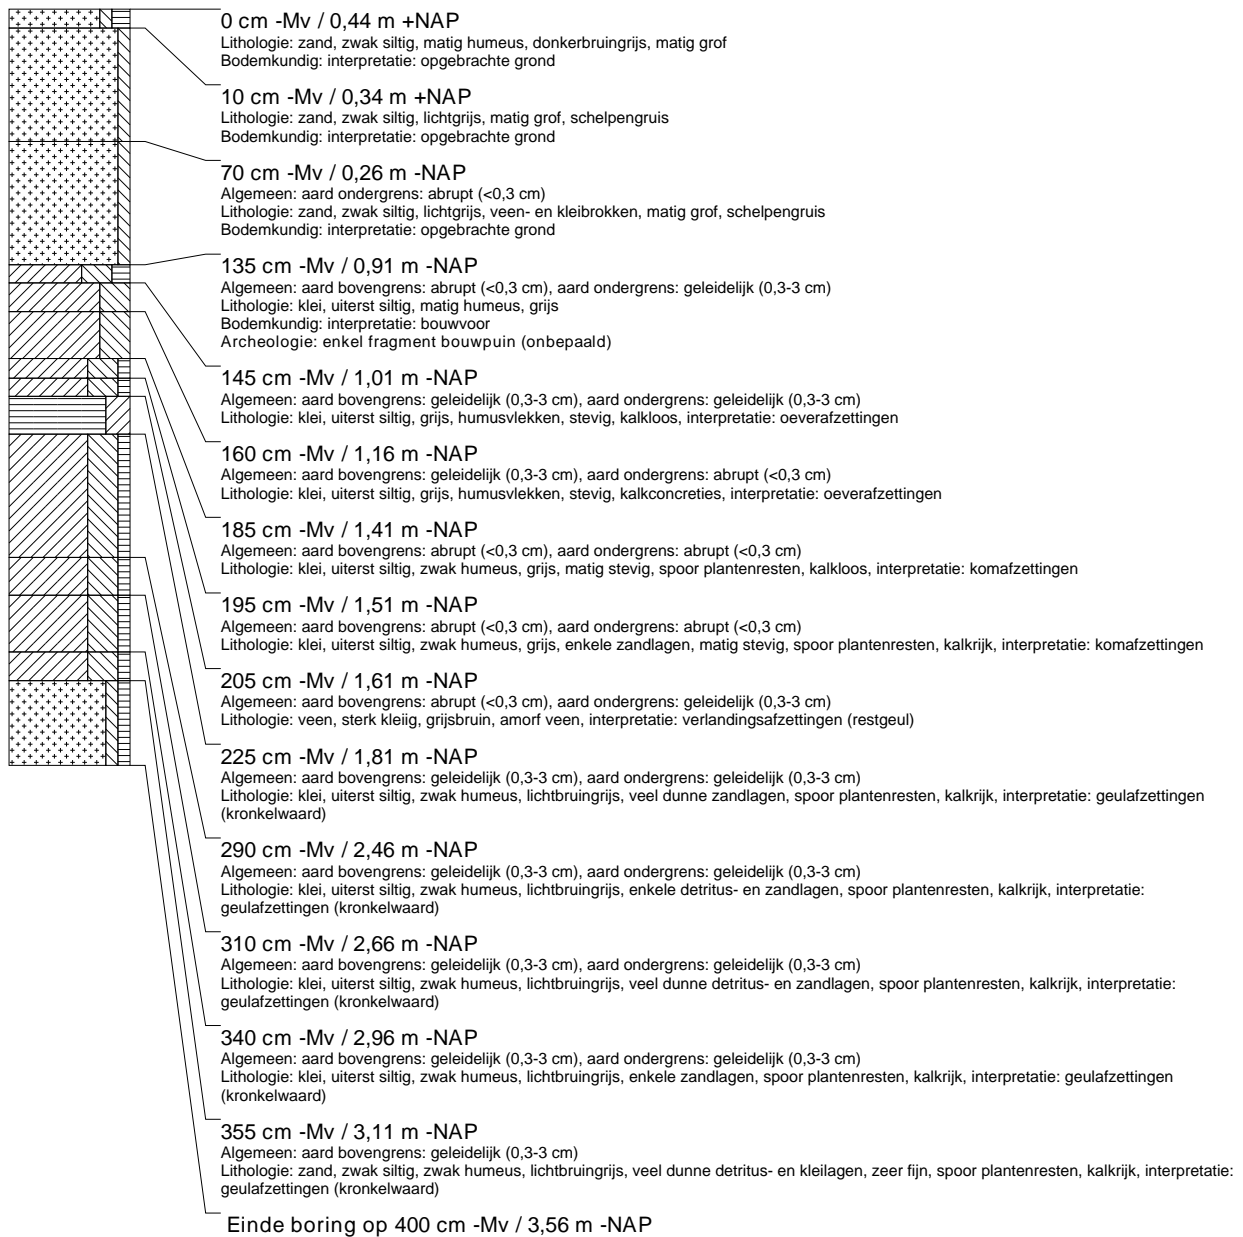 0 cm -Mv / 0,44 m +NAP
Lithologie: zand, zwak siltig, matig humeus, donkerbruingrijs, matig grof
Bodemkundig: interpretatie: opgebrachte grond
10 cm -Mv / 0,34 m +NAP
Lithologie: zand, zwak siltig, lichtgrijs, matig grof, schelpengruis
Bodemkundig: interpretatie: opgebrachte grond
70 cm -Mv / 0,26 m -NAP
Algemeen: aard ondergrens: abrupt (<0,3 cm)
Lithologie: zand, zwak siltig, lichtgrijs, veen- en kleibrokken, matig grof, schelpengruis
Bodemkundig: interpretatie: opgebrachte grond
135 cm -Mv / 0,91 m -NAP
Algemeen: aard bovengrens: abrupt (<0,3 cm), aard ondergrens: geleidelijk (0,3-3 cm)
Lithologie: klei, uiterst siltig, matig humeus, grijs
Bodemkundig: interpretatie: bouwvoor
Archeologie: enkel fragment bouwpuin (onbepaald)
145 cm -Mv / 1,01 m -NAP
Algemeen: aard bovengrens: geleidelijk (0,3-3 cm), aard ondergrens: geleidelijk (0,3-3 cm)
Lithologie: klei, uiterst siltig, grijs, humusvlekken, stevig, kalkloos, interpretatie: oeverafzettingen
160 cm -Mv / 1,16 m -NAP
Algemeen: aard bovengrens: geleidelijk (0,3-3 cm), aard ondergrens: abrupt (<0,3 cm)
Lithologie: klei, uiterst siltig, grijs, humusvlekken, stevig, kalkconcreties, interpretatie: oeverafzettingen
185 cm -Mv / 1,41 m -NAP
Algemeen: aard bovengrens: abrupt (<0,3 cm), aard ondergrens: abrupt (<0,3 cm)
Lithologie: klei, uiterst siltig, zwak humeus, grijs, matig stevig, spoor plantenresten, kalkloos, interpretatie: komafzettingen
195 cm -Mv / 1,51 m -NAP
Algemeen: aard bovengrens: abrupt (<0,3 cm), aard ondergrens: abrupt (<0,3 cm)
Lithologie: klei, uiterst siltig, zwak humeus, grijs, enkele zandlagen, matig stevig, spoor plantenresten, kalkrijk, interpretatie: komafzettingen
205 cm -Mv / 1,61 m -NAP
Algemeen: aard bovengrens: abrupt (<0,3 cm), aard ondergrens: geleidelijk (0,3-3 cm)
Lithologie: veen, sterk kleiig, grijsbruin, amorf veen, interpretatie: verlandingsafzettingen (restgeul)
225 cm -Mv / 1,81 m -NAP
Algemeen: aard bovengrens: geleidelijk (0,3-3 cm), aard ondergrens: geleidelijk (0,3-3 cm)
Lithologie: klei, uiterst siltig, zwak humeus, lichtbruingrijs, veel dunne zandlagen, spoor plantenresten, kalkrijk, interpretatie: geulafzettingen
(kronkelwaard)
290 cm -Mv / 2,46 m -NAP
Algemeen: aard bovengrens: geleidelijk (0,3-3 cm), aard ondergrens: geleidelijk (0,3-3 cm)
Lithologie: klei, uiterst siltig, zwak humeus, lichtbruingrijs, enkele detritus- en zandlagen, spoor plantenresten, kalkrijk, interpretatie:
geulafzettingen (kronkelwaard)
310 cm -Mv / 2,66 m -NAP
Algemeen: aard bovengrens: geleidelijk (0,3-3 cm), aard ondergrens: geleidelijk (0,3-3 cm)
Lithologie: klei, uiterst siltig, zwak humeus, lichtbruingrijs, veel dunne detritus- en zandlagen, spoor plantenresten, kalkrijk, interpretatie:
geulafzettingen (kronkelwaard)
340 cm -Mv / 2,96 m -NAP
Algemeen: aard bovengrens: geleidelijk (0,3-3 cm), aard ondergrens: geleidelijk (0,3-3 cm)
Lithologie: klei, uiterst siltig, zwak humeus, lichtbruingrijs, enkele zandlagen, spoor plantenresten, kalkrijk, interpretatie: geulafzettingen
(kronkelwaard)
355 cm -Mv / 3,11 m -NAP
Algemeen: aard bovengrens: geleidelijk (0,3-3 cm)
Lithologie: zand, zwak siltig, zwak humeus, lichtbruingrijs, veel dunne detritus- en kleilagen, zeer fijn, spoor plantenresten, kalkrijk, interpretatie:
geulafzettingen (kronkelwaard)
Einde boring op 400 cm -Mv / 3,56 m -NAP